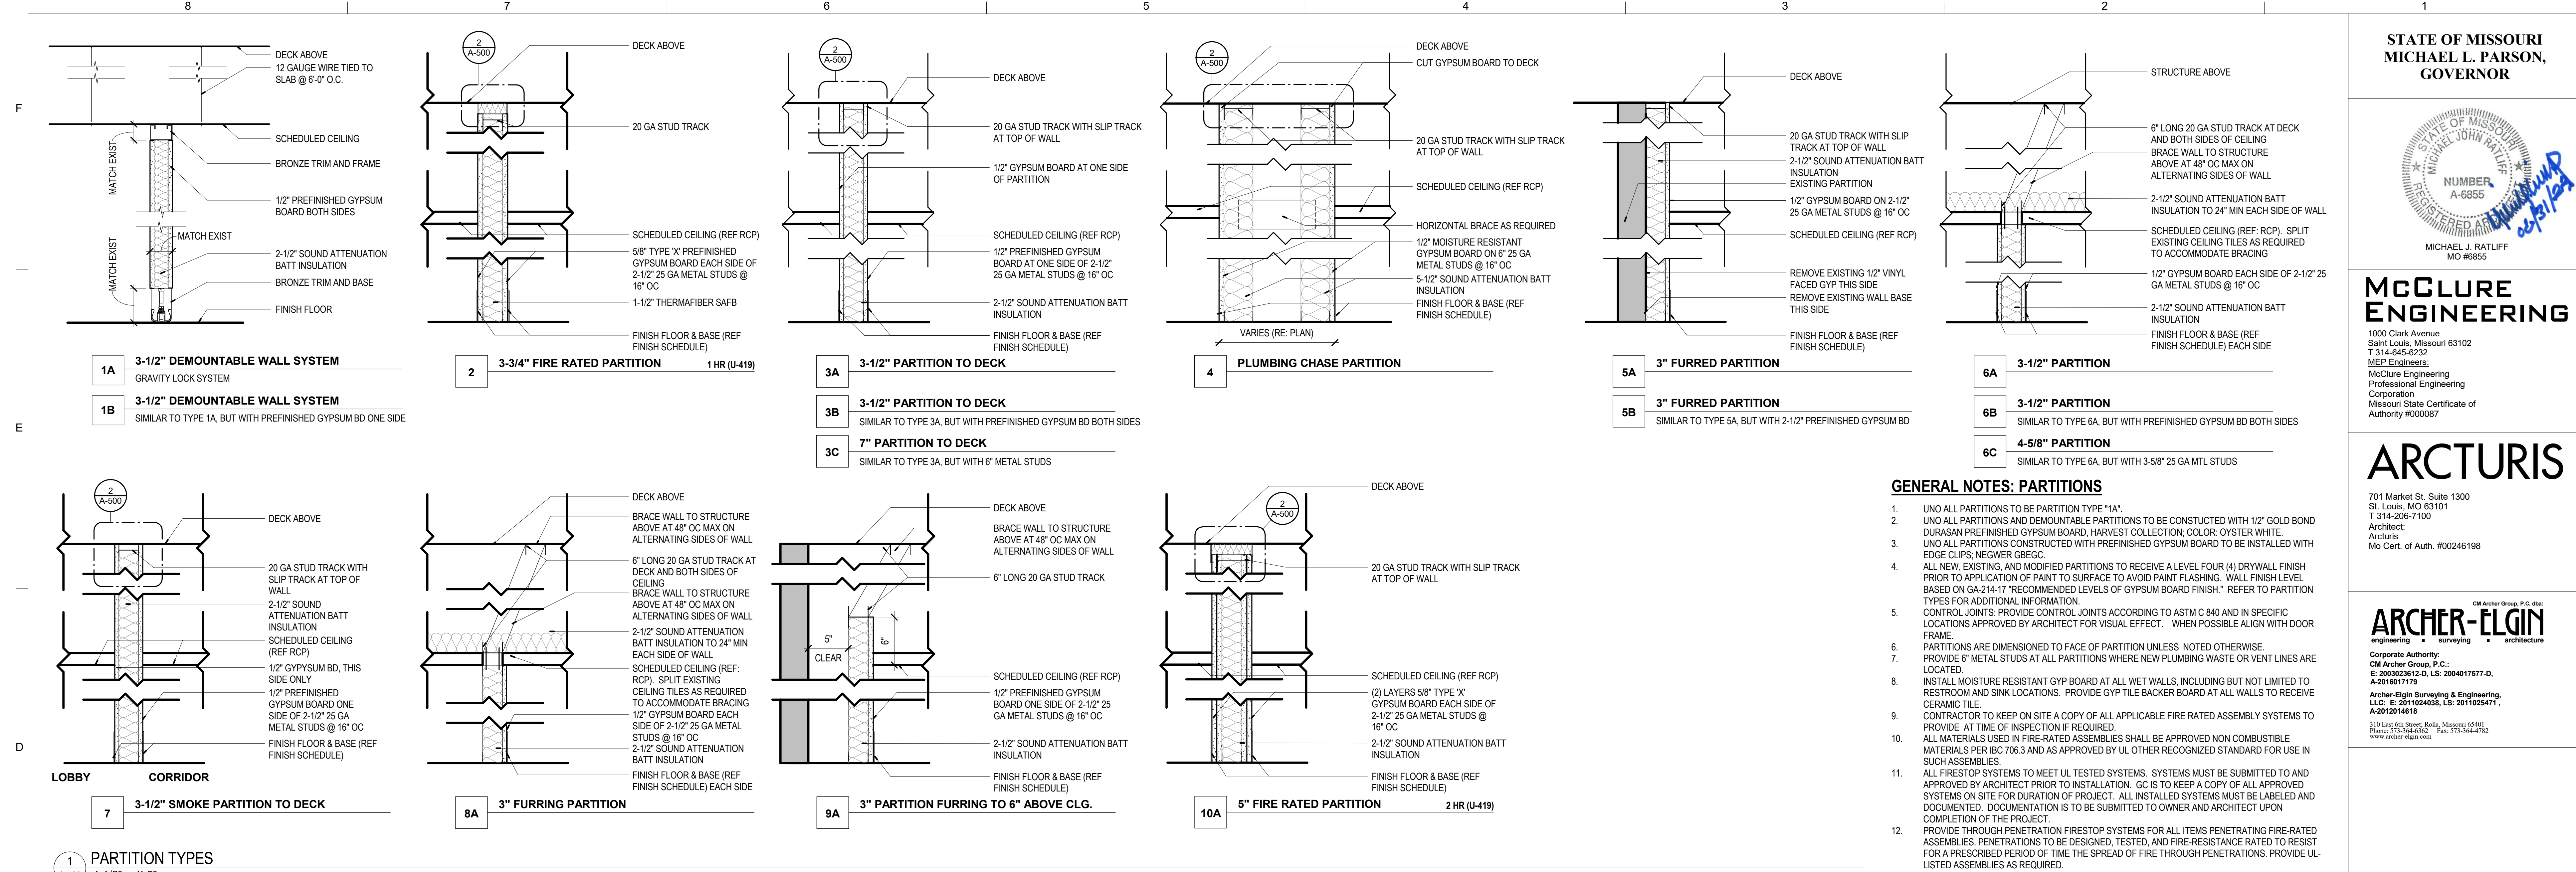 8 7 6 5 4 3 2 1
F
E
D
2
A-500
DECK ABOVE
12 GAUGE WIRE TIED TO
SLAB @ 6'-0" O.C.
SCHEDULED CEILING
BRONZE TRIM AND FRAME
1/2" PREFINISHED GYPSUM
BOARD BOTH SIDES
MATCH EXIST
MATCH EXIST
MATCH EXIST
2-1/2" SOUND ATTENUATION
BATT INSULATION
BRONZE TRIM AND BASE
FINISH FLOOR
1A
3-1/2" DEMOUNTABLE WALL SYSTEM
GRAVITY LOCK SYSTEM
1B
3-1/2" DEMOUNTABLE WALL SYSTEM
SIMILAR TO TYPE 1A, BUT WITH PREFINISHED GYPSUM BD ONE SIDE
DECK ABOVE
20 GA STUD TRACK
SCHEDULED CEILING (REF RCP)
5/8" TYPE 'X' PREFINISHED
GYPSUM BOARD EACH SIDE OF
2-1/2" 25 GA METAL STUDS @
16" OC
1-1/2" THERMAFIBER SAFB
FINISH FLOOR & BASE (REF
FINISH SCHEDULE)
2
3-3/4" FIRE RATED PARTITION
1 HR (U-419)
2
A-500
DECK ABOVE
20 GA STUD TRACK WITH SLIP TRACK
AT TOP OF WALL
1/2" GYPSUM BOARD AT ONE SIDE
OF PARTITION
SCHEDULED CEILING (REF RCP)
1/2" PREFINISHED GYPSUM
BOARD AT ONE SIDE OF 2-1/2"
25 GA METAL STUDS @ 16" OC
2-1/2" SOUND ATTENUATION BATT
INSULATION
FINISH FLOOR & BASE (REF
FINISH SCHEDULE)
3A
3-1/2" PARTITION TO DECK
3B
3-1/2" PARTITION TO DECK
SIMILAR TO TYPE 3A, BUT WITH PREFINISHED GYPSUM BD BOTH SIDES
3C
7" PARTITION TO DECK
SIMILAR TO TYPE 3A, BUT WITH 6" METAL STUDS
2
A-500
DECK ABOVE
CUT GYPSUM BOARD TO DECK
20 GA STUD TRACK WITH SLIP TRACK
AT TOP OF WALL
SCHEDULED CEILING (REF RCP)
HORIZONTAL BRACE AS REQUIRED
1/2" MOISTURE RESISTANT
GYPSUM BOARD ON 6" 25 GA
METAL STUDS @ 16" OC
5-1/2" SOUND ATTENUATION BATT
INSULATION
FINISH FLOOR & BASE (REF
FINISH SCHEDULE)
VARIES (RE: PLAN)
4
PLUMBING CHASE PARTITION
DECK ABOVE
20 GA STUD TRACK WITH SLIP
TRACK AT TOP OF WALL
2-1/2" SOUND ATTENUATION BATT
INSULATION
EXISTING PARTITION
1/2" GYPSUM BOARD ON 2-1/2"
25 GA METAL STUDS @ 16" OC
SCHEDULED CEILING (REF RCP)
REMOVE EXISTING 1/2" VINYL
FACED GYP THIS SIDE
REMOVE EXISTING WALL BASE
THIS SIDE
FINISH FLOOR & BASE (REF
FINISH SCHEDULE)
5A
3" FURRED PARTITION
5B
3" FURRED PARTITION
SIMILAR TO TYPE 5A, BUT WITH 2-1/2" PREFINISHED GYPSUM BD
STRUCTURE ABOVE
6" LONG 20 GA STUD TRACK AT DECK
AND BOTH SIDES OF CEILING
BRACE WALL TO STRUCTURE
ABOVE AT 48" OC MAX ON
ALTERNATING SIDES OF WALL
2-1/2" SOUND ATTENUATION BATT
INSULATION TO 24" MIN EACH SIDE OF WALL
SCHEDULED CEILING (REF: RCP). SPLIT
EXISTING CEILING TILES AS REQUIRED
TO ACCOMMODATE BRACING
1/2" GYPSUM BOARD EACH SIDE OF 2-1/2" 25
GA METAL STUDS @ 16" OC
2-1/2" SOUND ATTENUATION BATT
INSULATION
FINISH FLOOR & BASE (REF
FINISH SCHEDULE) EACH SIDE
6A
3-1/2" PARTITION
6B
3-1/2" PARTITION
SIMILAR TO TYPE 6A, BUT WITH PREFINISHED GYPSUM BD BOTH SIDES
6C
4-5/8" PARTITION
SIMILAR TO TYPE 6A, BUT WITH 3-5/8" 25 GA MTL STUDS
2
A-500
DECK ABOVE
20 GA STUD TRACK WITH
SLIP TRACK AT TOP OF
WALL
2-1/2" SOUND
ATTENUATION BATT
INSULATION
SCHEDULED CEILING
(REF RCP)
1/2" GYPYSUM BD, THIS
SIDE ONLY
1/2" PREFINISHED
GYPSUM BOARD ONE
SIDE OF 2-1/2" 25 GA
METAL STUDS @ 16" OC
FINISH FLOOR & BASE (REF
FINISH SCHEDULE)
LOBBY CORRIDOR
7
3-1/2" SMOKE PARTITION TO DECK
DECK ABOVE
BRACE WALL TO STRUCTURE
ABOVE AT 48" OC MAX ON
ALTERNATING SIDES OF WALL
6" LONG 20 GA STUD TRACK AT
DECK AND BOTH SIDES OF
CEILING
BRACE WALL TO STRUCTURE
ABOVE AT 48" OC MAX ON
ALTERNATING SIDES OF WALL
2-1/2" SOUND ATTENUATION
BATT INSULATION TO 24" MIN
EACH SIDE OF WALL
SCHEDULED CEILING (REF:
RCP). SPLIT EXISTING
CEILING TILES AS REQUIRED
TO ACCOMMODATE BRACING
1/2" GYPSUM BOARD EACH
SIDE OF 2-1/2" 25 GA METAL
STUDS @ 16" OC
2-1/2" SOUND ATTENUATION
BATT INSULATION
FINISH FLOOR & BASE (REF
FINISH SCHEDULE) EACH SIDE
8A
3" FURRING PARTITION
DECK ABOVE
BRACE WALL TO STRUCTURE
ABOVE AT 48" OC MAX ON
ALTERNATING SIDES OF WALL
6" LONG 20 GA STUD TRACK
5"
CLEAR
6"
SCHEDULED CEILING (REF RCP)
1/2" PREFINISHED GYPSUM
BOARD ONE SIDE OF 2-1/2" 25
GA METAL STUDS @ 16" OC
2-1/2" SOUND ATTENUATION BATT
INSULATION
FINISH FLOOR & BASE (REF
FINISH SCHEDULE)
9A
3" PARTITION FURRING TO 6" ABOVE CLG.
2
A-500
DECK ABOVE
20 GA STUD TRACK WITH SLIP TRACK
AT TOP OF WALL
SCHEDULED CEILING (REF RCP)
(2) LAYERS 5/8" TYPE 'X'
GYPSUM BOARD EACH SIDE OF
2-1/2" 25 GA METAL STUDS @
16" OC
2-1/2" SOUND ATTENUATION BATT
INSULATION
FINISH FLOOR & BASE (REF
FINISH SCHEDULE)
10A
5" FIRE RATED PARTITION
2 HR (U-419)
1
PARTITION TYPES
GENERAL NOTES: PARTITIONS
1. UNO ALL PARTITIONS TO BE PARTITION TYPE "1A".
2. UNO ALL PARTITIONS AND DEMOUNTABLE PARTITIONS TO BE CONSTUCTED WITH 1/2" GOLD BOND
DURASAN PREFINISHED GYPSUM BOARD, HARVEST COLLECTION; COLOR: OYSTER WHITE.
3. UNO ALL PARTITIONS CONSTRUCTED WITH PREFINISHED GYPSUM BOARD TO BE INSTALLED WITH
EDGE CLIPS; NEGWER GBEGC.
4. ALL NEW, EXISTING, AND MODIFIED PARTITIONS TO RECEIVE A LEVEL FOUR (4) DRYWALL FINISH
PRIOR TO APPLICATION OF PAINT TO SURFACE TO AVOID PAINT FLASHING. WALL FINISH LEVEL
BASED ON GA-214-17 "RECOMMENDED LEVELS OF GYPSUM BOARD FINISH." REFER TO PARTITION
TYPES FOR ADDITIONAL INFORMATION.
5. CONTROL JOINTS: PROVIDE CONTROL JOINTS ACCORDING TO ASTM C 840 AND IN SPECIFIC
LOCATIONS APPROVED BY ARCHITECT FOR VISUAL EFFECT. WHEN POSSIBLE ALIGN WITH DOOR
FRAME.
6. PARTITIONS ARE DIMENSIONED TO FACE OF PARTITION UNLESS NOTED OTHERWISE.
7. PROVIDE 6" METAL STUDS AT ALL PARTITIONS WHERE NEW PLUMBING WASTE OR VENT LINES ARE
LOCATED.
8. INSTALL MOISTURE RESISTANT GYP BOARD AT ALL WET WALLS, INCLUDING BUT NOT LIMITED TO
RESTROOM AND SINK LOCATIONS. PROVIDE GYP TILE BACKER BOARD AT ALL WALLS TO RECEIVE
CERAMIC TILE.
9. CONTRACTOR TO KEEP ON SITE A COPY OF ALL APPLICABLE FIRE RATED ASSEMBLY SYSTEMS TO
PROVIDE AT TIME OF INSPECTION IF REQUIRED.
10. ALL MATERIALS USED IN FIRE-RATED ASSEMBLIES SHALL BE APPROVED NON COMBUSTIBLE
MATERIALS PER IBC 706.3 AND AS APPROVED BY UL OTHER RECOGNIZED STANDARD FOR USE IN
SUCH ASSEMBLIES.
11. ALL FIRESTOP SYSTEMS TO MEET UL TESTED SYSTEMS. SYSTEMS MUST BE SUBMITTED TO AND
APPROVED BY ARCHITECT PRIOR TO INSTALLATION. GC IS TO KEEP A COPY OF ALL APPROVED
SYSTEMS ON SITE FOR DURATION OF PROJECT. ALL INSTALLED SYSTEMS MUST BE LABELED AND
DOCUMENTED. DOCUMENTATION IS TO BE SUBMITTED TO OWNER AND ARCHITECT UPON
COMPLETION OF THE PROJECT.
12. PROVIDE THROUGH PENETRATION FIRESTOP SYSTEMS FOR ALL ITEMS PENETRATING FIRE-RATED
ASSEMBLIES. PENETRATIONS TO BE DESIGNED, TESTED, AND FIRE-RESISTANCE RATED TO RESIST
FOR A PRESCRIBED PERIOD OF TIME THE SPREAD OF FIRE THROUGH PENETRATIONS. PROVIDE UL-
LISTED ASSEMBLIES AS REQUIRED.
STATE OF MISSOURI
MICHAEL L. PARSON,
GOVERNOR
STATE OF MISSOURI
MICHAEL JOHN RATLIFF
NUMBER
A-6855
REGISTERED
MICHAEL J. RATLIFF
MO #6855
MCCLURE
ENGINEERING
1000 Clark Avenue
Saint Louis, Missouri 63102
T 314-645-6232
MEP Engineers:
McClure Engineering
Professional Engineering
Corporation
Missouri State Certificate of
Authority #000087
ARCTURIS
701 Market St. Suite 1300
St. Louis, MO 63101
T 314-206-7100
Architect:
Arcturis
Mo Cert. of Auth. #00246198
CM Archer Group, P.C. dba:
ARCHER-ELGIN
engineering surveying architecture
Corporate Authority:
CM Archer Group, P.C.:
E: 2003023612-D, LS: 2004017577-D,
A-2016017179
Archer-Elgin Surveying & Engineering,
LLC: E: 2011024038, LS: 2011025471 ,
A-2012014618
310 East 6th Street; Rolla, Missouri 65401
Phone: 573-364-6362 Fax: 573-364-4782
www.archer-elgin.com